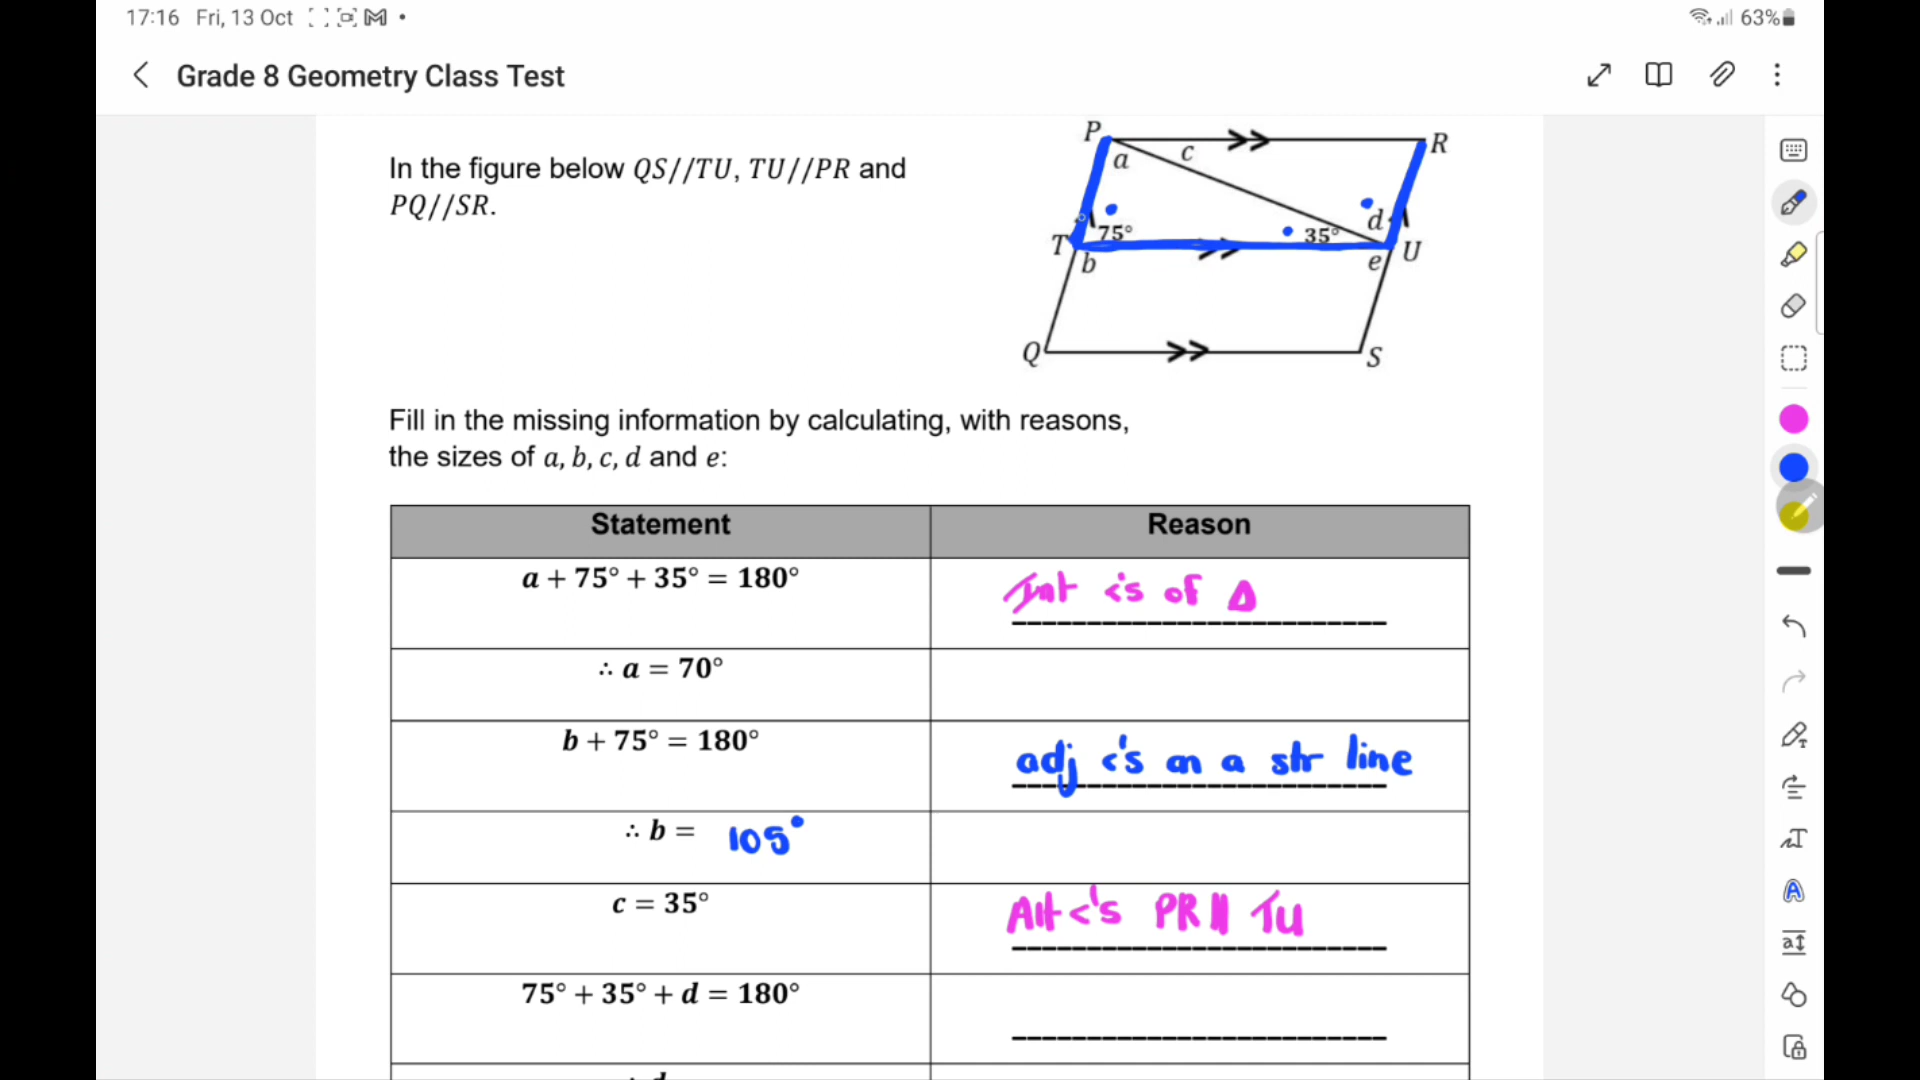 17:16 Fri, 13 Oct
63%
Grade 8 Geometry Class Test
In the figure below QS//TU, TU//PR and
PQ//SR.
P
R
a
c
d
T
75°
35°
U
b
e
Q
S
Fill in the missing information by calculating, with reasons,
the sizes of a, b, c, d and e:
Statement
Reason
a + 75° + 35° = 180°
Int <'s of Δ
∴ a = 70°
b + 75° = 180°
adj <'s on a str line
∴ b = 105°
c = 35°
Alt <'s PR || TU
75° + 35° + d = 180°